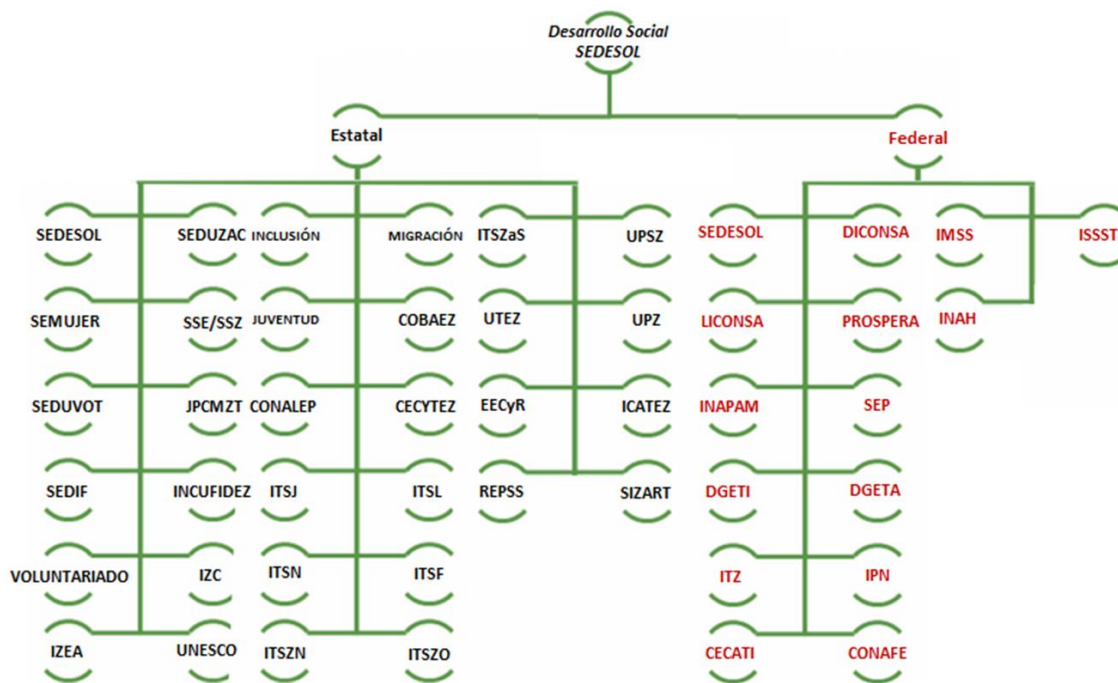 Desarrollo Social
SEDESOL
Estatal
Federal
SEDESOL
SEDUZAC
INCLUSIÓN
MIGRACIÓN
ITSZaS
UPSZ
SEDESOL
DICONSA
IMSS
ISSST
SEMUJER
SSE/SSZ
JUVENTUD
COBAEZ
UTEZ
UPZ
LICONSA
PROSPERA
INAH
SEDUVOT
JPCMZT
CONALEP
CECYTEZ
EECyR
ICATEZ
INAPAM
SEP
SEDIF
INCUFIDEZ
ITSJ
ITSL
REPSS
SIZART
DGETI
DGETA
VOLUNTARIADO
IZC
ITSN
ITSF
ITZ
IPN
IZEA
UNESCO
ITSZN
ITSZO
CECATI
CONAFE